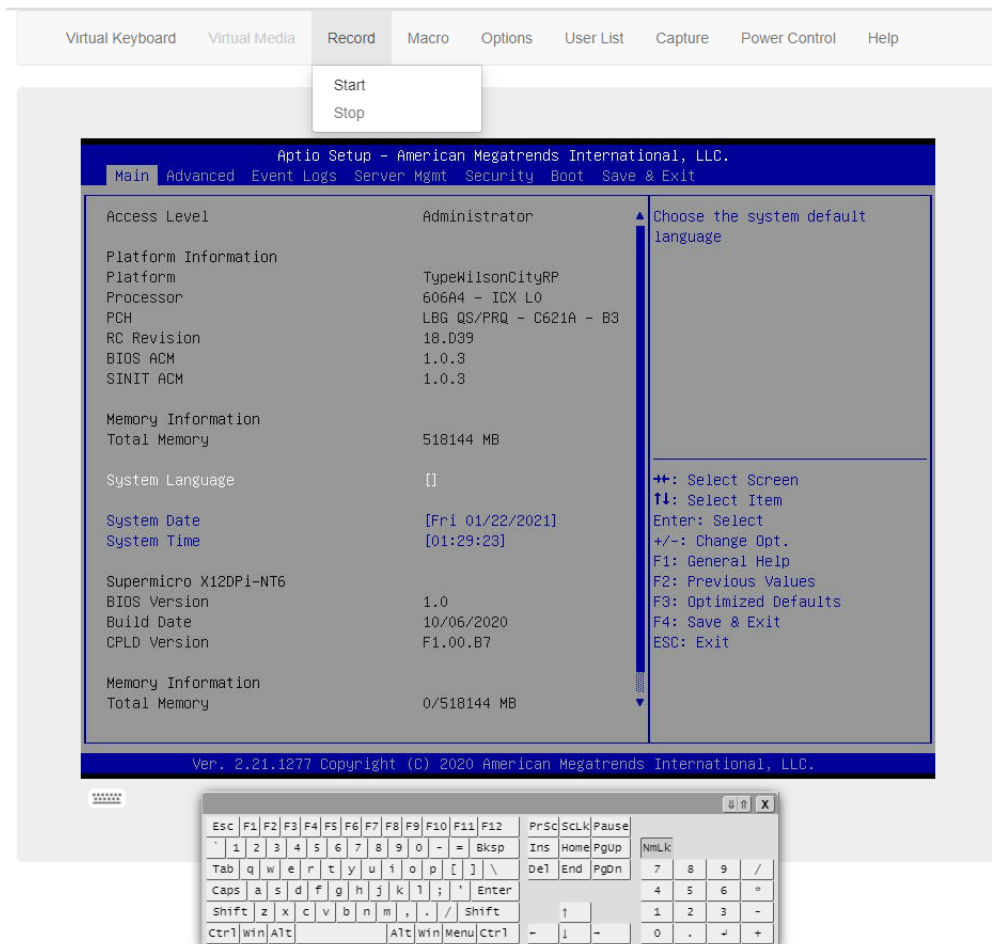 Virtual Keyboard Virtual Media Record Macro Options User List Capture Power Control Help
Start
Stop
Aptio Setup – American Megatrends International, LLC.
Main Advanced Event Logs Server Mgmt Security Boot Save & Exit
Access Level Administrator
Platform Information
Platform TypeWilsonCityRP
Processor 606A4 – ICX L0
PCH LBG QS/PRQ – C621A – B3
RC Revision 18.D39
BIOS ACM 1.0.3
SINIT ACM 1.0.3
Memory Information
Total Memory 518144 MB
System Language []
System Date [Fri 01/22/2021]
System Time [01:29:23]
Supermicro X12DPi-NT6
BIOS Version 1.0
Build Date 10/06/2020
CPLD Version F1.00.B7
Memory Information
Total Memory 0/518144 MB
Choose the system default
language
→←: Select Screen
↑↓: Select Item
Enter: Select
+/-: Change Opt.
F1: General Help
F2: Previous Values
F3: Optimized Defaults
F4: Save & Exit
ESC: Exit
Ver. 2.21.1277 Copyright (C) 2020 American Megatrends International, LLC.
⇓ ⇑ X
Esc F1 F2 F3 F4 F5 F6 F7 F8 F9 F10 F11 F12 PrSc ScLk Pause
` 1 2 3 4 5 6 7 8 9 0 - = Bksp Ins Home PgUp NmLk
Tab q w e r t y u i o p [ ] \ Del End PgDn 7 8 9 /
Caps a s d f g h j k l ; ' Enter 4 5 6 *
Shift z x c v b n m , . / Shift ↑ 1 2 3 -
Ctrl Win Alt Alt Win Menu Ctrl ← ↓ → 0 . ↲ +